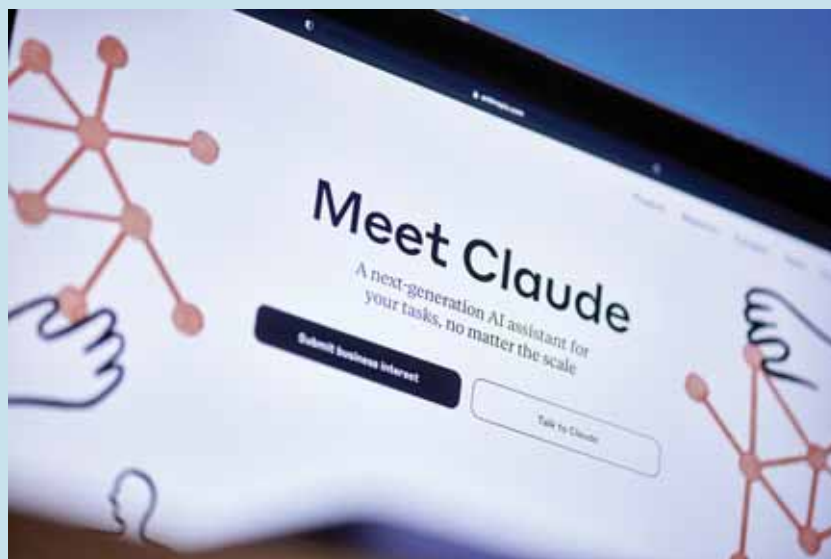 Meet Claude
A next-generation AI assistant for
your tasks, no matter the scale
Submit business interest
Talk to Claude